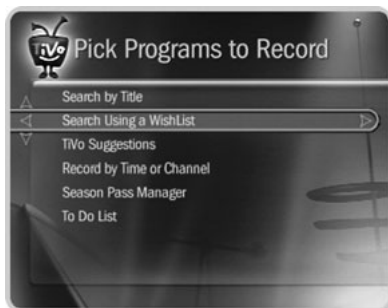 TiVo
Pick Programs to Record
Search by Title
Search Using a WishList
TiVo Suggestions
Record by Time or Channel
Season Pass Manager
To Do List